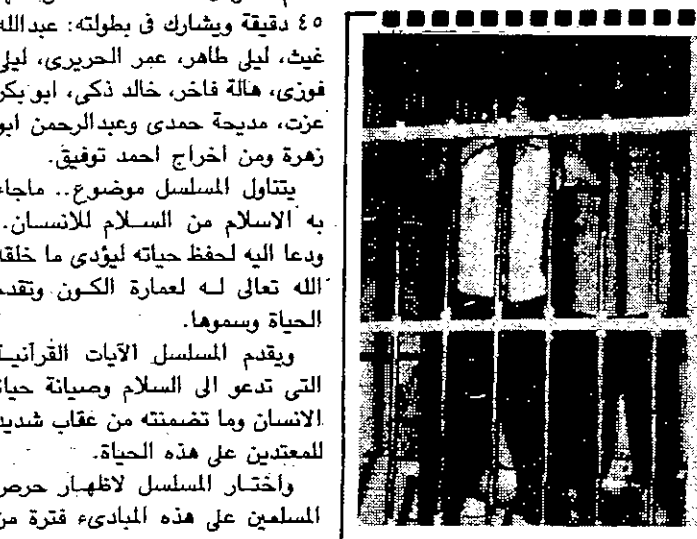 ٤٥ دقيقة ويشارك فى بطولته: عبدالله
غيث، ليلى طاهر، عمر الحريرى، ليلى
فوزى، هالة فاخر، خالد ذكى، ابو بكر
عزت، مديحة حمدى وعبدالرحمن ابو
زهرة ومن اخراج احمد توفيق.
يتناول المسلسل موضوع.. ماجاء
به الاسلام من السلام للانسان.
ودعا اليه لحفظ حياته ليؤدى ما خلقه
الله تعالى له لعمارة الكون وتقدم
الحياة وسموها.
ويقدم المسلسل الآيات القرآنية
التى تدعو الى السلام وصيانة حياة
الانسان وما تضمنته من عقاب شديد
للمعتدين على هذه الحياة.
واختار المسلسل لاظهار حرص
المسلمين على هذه المبادىء فترة من